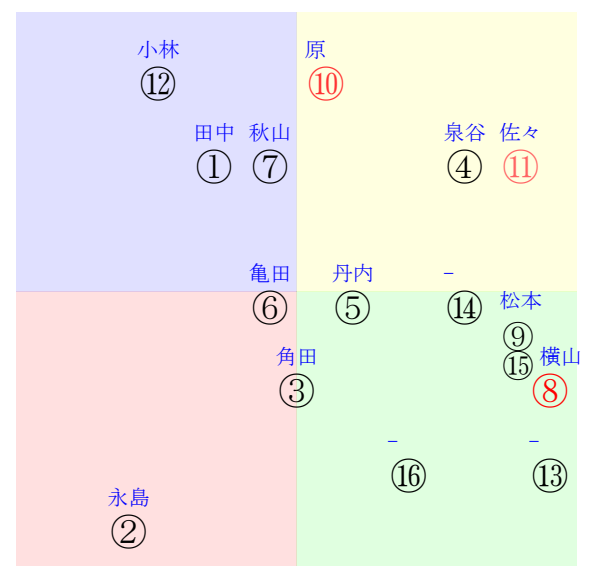 小林 原
⑫ ⑩
田中 秋山 泉谷 佐々
① ⑦ ④ ⑪
亀田 丹内 -
⑥ ⑤ ⑭ 松本
⑨
角田 ⑮ 横山
③ ⑧
- -
⑯ ⑬
永島
②